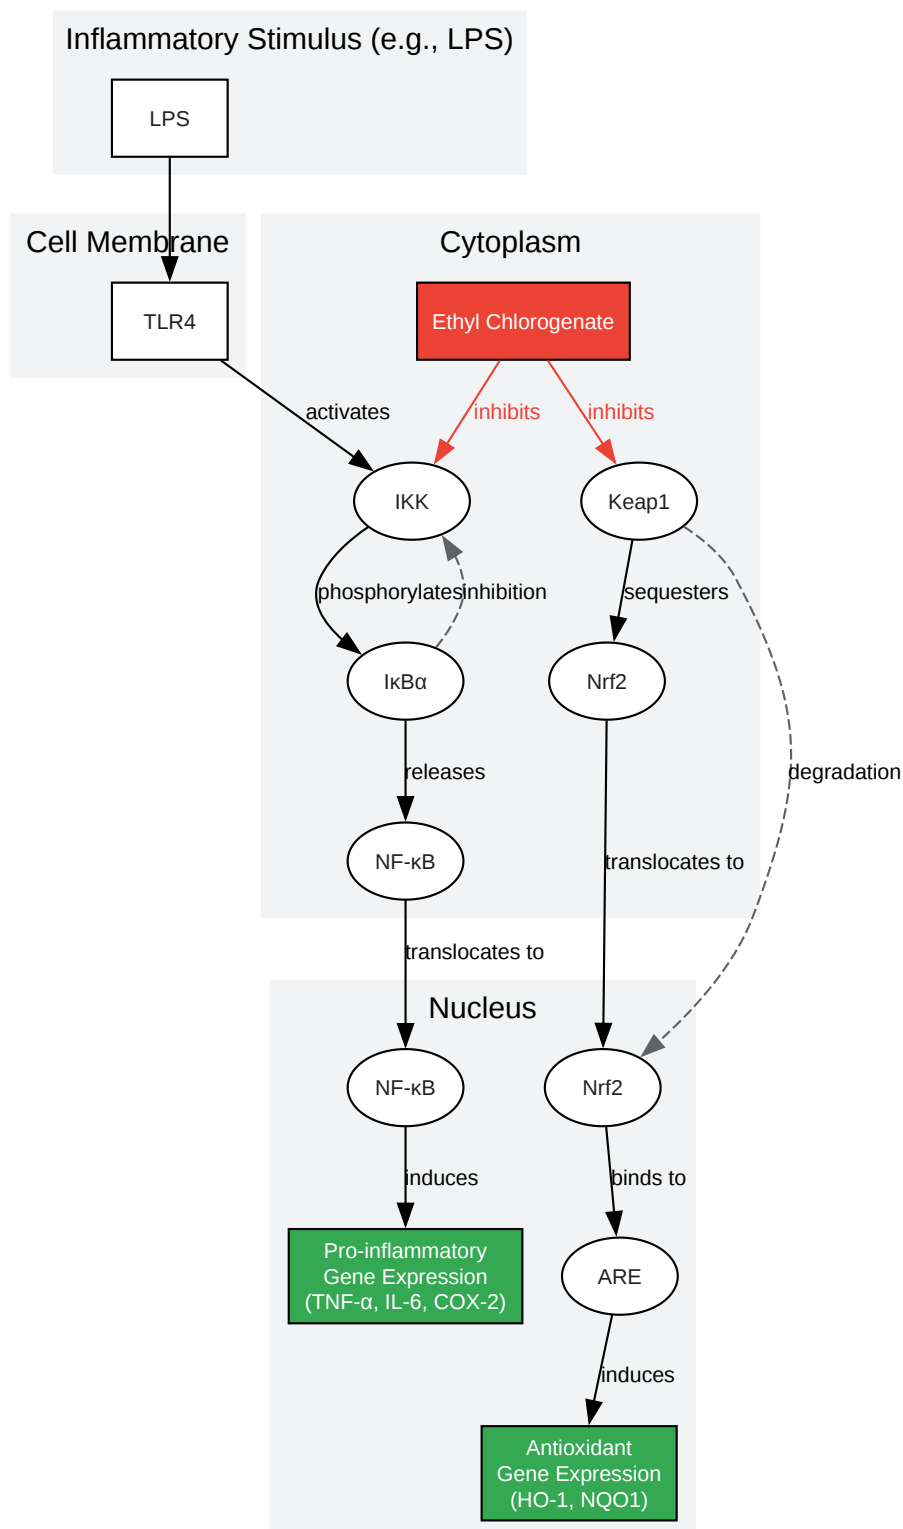 Inflammatory Stimulus (e.g., LPS)
LPS
Cell Membrane
Cytoplasm
TLR4
Ethyl Chlorogenate
activates
inhibits
inhibits
IKK
Keap1
phosphorylates
inhibition
sequesters
IκBα
Nrf2
releases
degradation
NF-κB
translocates to
translocates to
Nucleus
NF-κB
Nrf2
induces
binds to
Pro-inflammatory
Gene Expression
(TNF-α, IL-6, COX-2)
ARE
induces
Antioxidant
Gene Expression
(HO-1, NQO1)